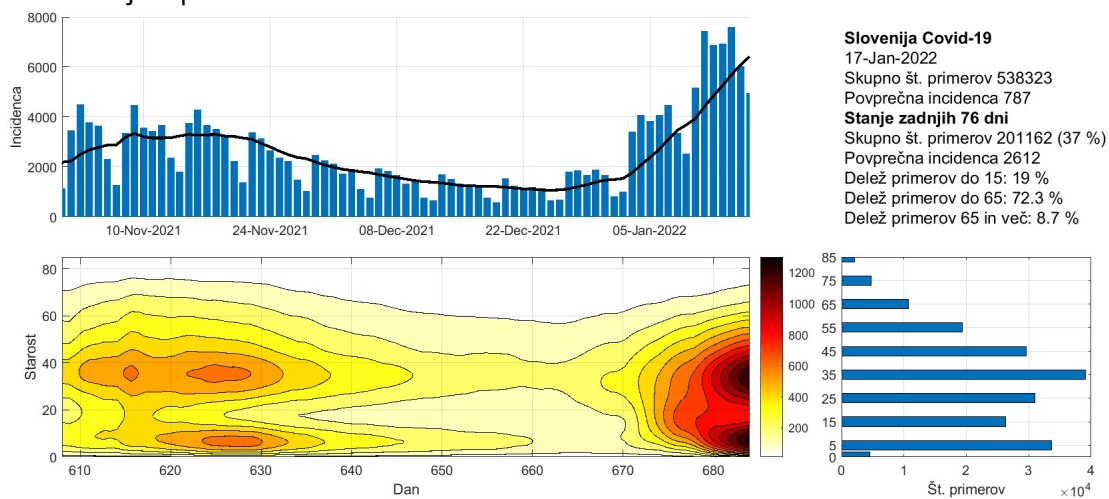 8000
6000
4000
2000
0
Incidenca
10-Nov-2021
24-Nov-2021
08-Dec-2021
22-Dec-2021
05-Jan-2022
Slovenija Covid-19
17-Jan-2022
Skupno št. primerov 538323
Povprečna incidenca 787
Stanje zadnjih 76 dni
Skupno št. primerov 201162 (37 %)
Povprečna incidenca 2612
Delež primerov do 15: 19 %
Delež primerov do 65: 72.3 %
Delež primerov 65 in več: 8.7 %
80
60
40
20
0
Starost
610
620
630
640
650
660
670
680
Dan
1200
1000
800
600
400
200
85
75
65
55
45
35
25
15
5
0
0
1
2
3
4
×10⁴
Št. primerov